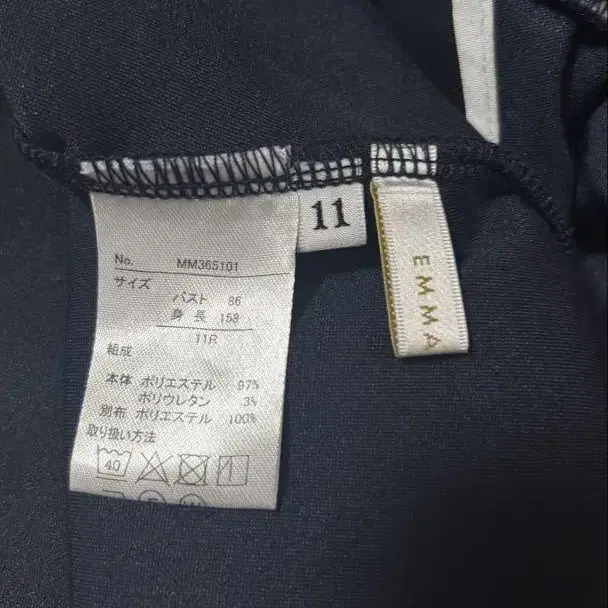 No. MM365101
サイズ
バスト 86
身長 158
11R
組成
本体 ポリエステル 97%
ポリウレタン 3%
別布 ポリエステル 100%
取り扱い方法
40
11
EMMA